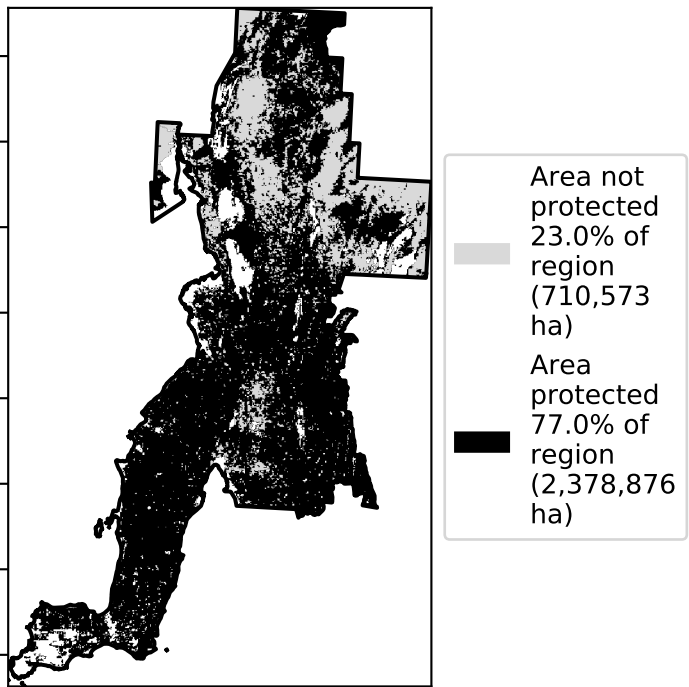 Area not
protected
23.0% of
region
(710,573
ha)
Area
protected
77.0% of
region
(2,378,876
ha)